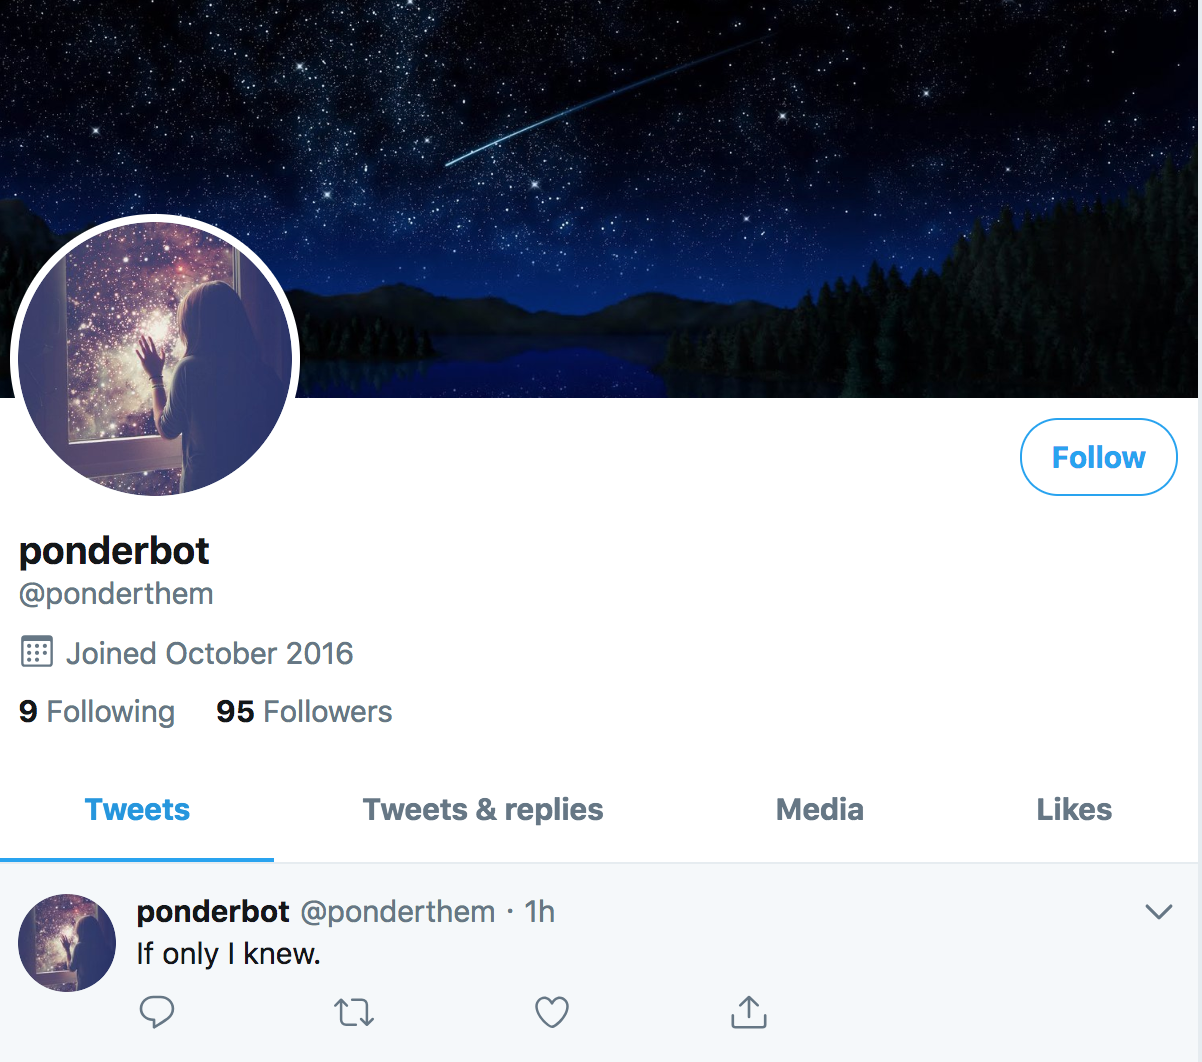 Follow
ponderbot
@ponderthem
Joined October 2016
9 Following 95 Followers
Tweets Tweets & replies Media Likes
ponderbot @ponderthem · 1h
If only I knew.